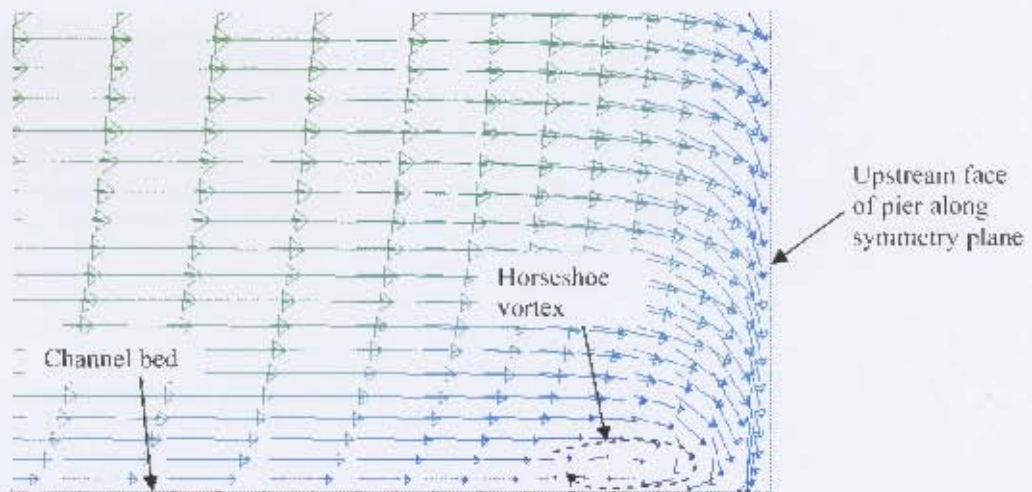 Upstream face
of pier along
symmetry plane
Horseshoe
vortex
Channel bed